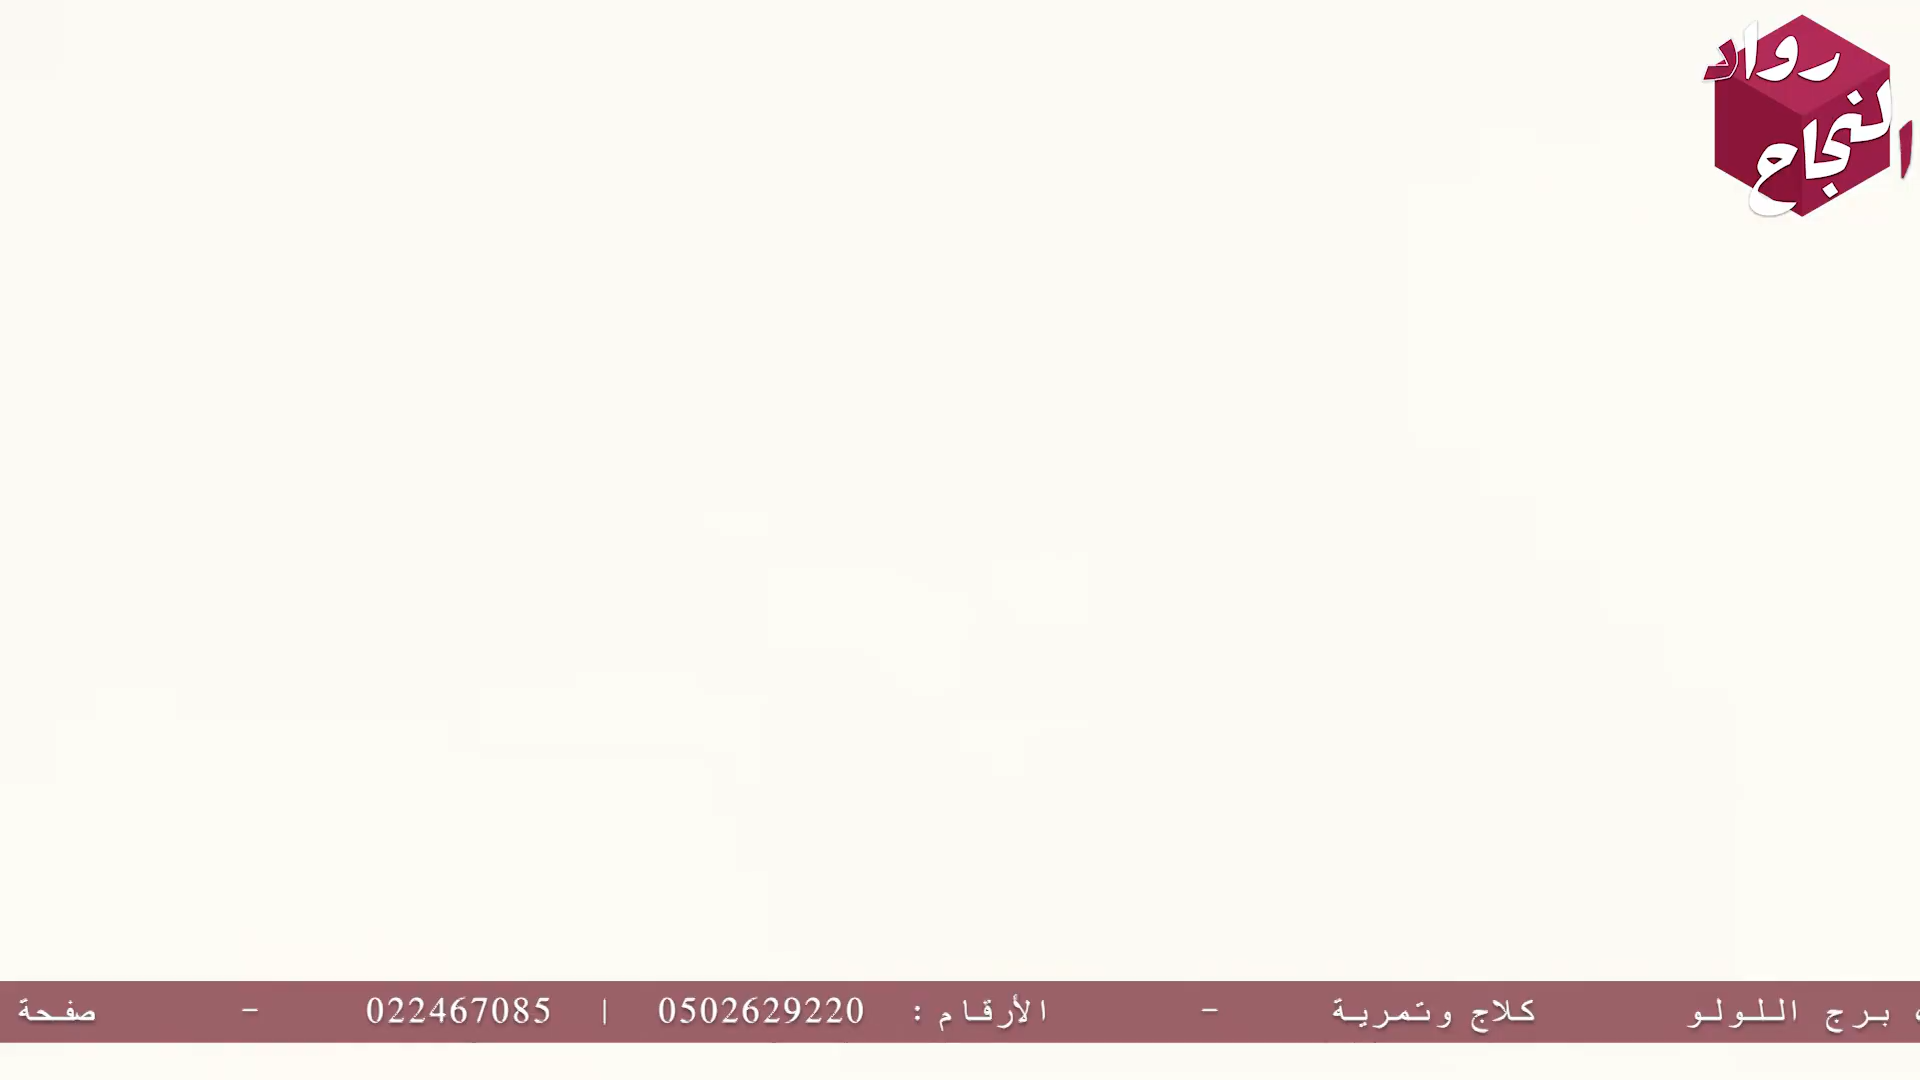 رواد
النجاح
برج اللولو كلاج وتمرية - الأرقام : 0502629220 | 022467085 - صفحة